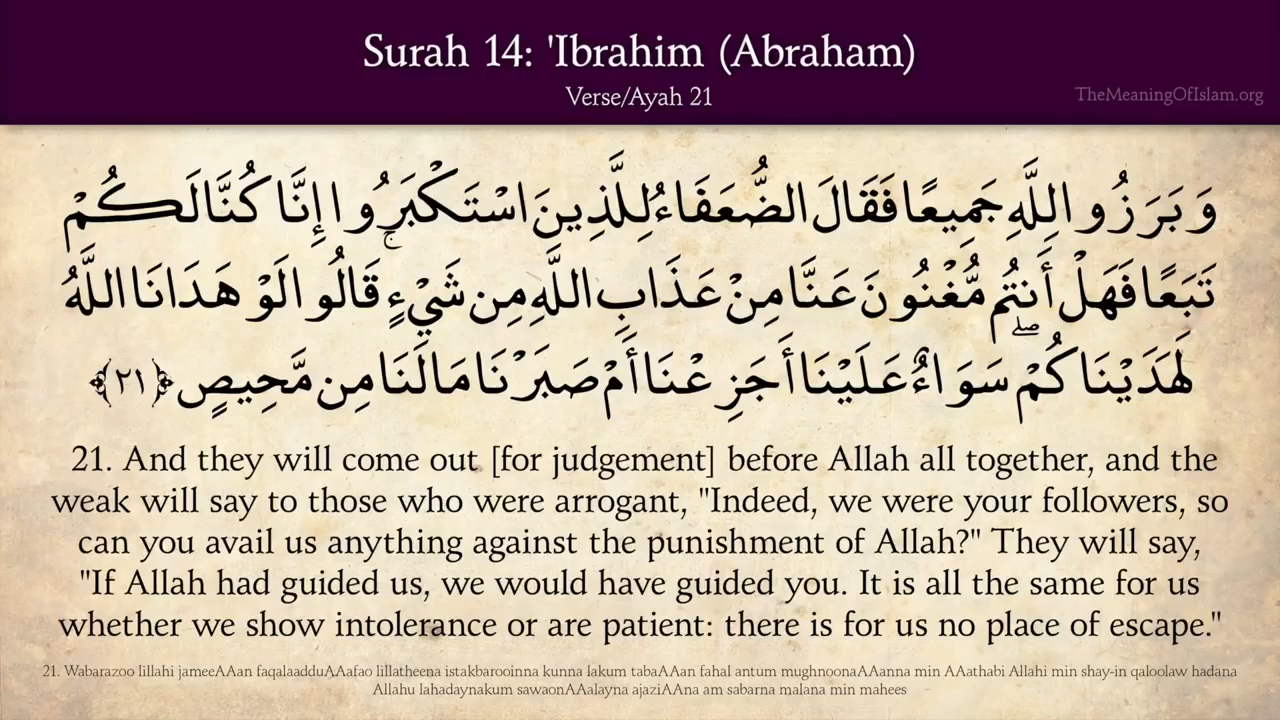 Surah 14: 'Ibrahim (Abraham)
Verse/Ayah 21
TheMeaningOfIslam.org
وَبَرَزُوا لِلَّهِ جَمِيعًا فَقَالَ الضُّعَفَاءُ لِلَّذِينَ اسْتَكْبَرُوا إِنَّا كُنَّا لَكُمْ
تَبَعًا فَهَلْ أَنتُم مُّغْنُونَ عَنَّا مِنْ عَذَابِ اللَّهِ مِن شَيْءٍ ۚ قَالُوا لَوْ هَدَانَا اللَّهُ
لَهَدَيْنَاكُمْ ۖ سَوَاءٌ عَلَيْنَا أَجَزِعْنَا أَمْ صَبَرْنَا مَا لَنَا مِن مَّحِيصٍ ﴿٢١﴾
21. And they will come out [for judgement] before Allah all together, and the
weak will say to those who were arrogant, "Indeed, we were your followers, so
can you avail us anything against the punishment of Allah?" They will say,
"If Allah had guided us, we would have guided you. It is all the same for us
whether we show intolerance or are patient: there is for us no place of escape."
21. Wabarazoo lillahi jameeAAan faqalaadduAAafao lillatheena istakbarooinna kunna lakum tabaAAan fahal antum mughnoonaAAanna min AAathabi Allahi min shay-in qaloolaw hadana
Allahu lahadaynakum sawaonAAalayna ajaziAAna am sabarna malana min mahees